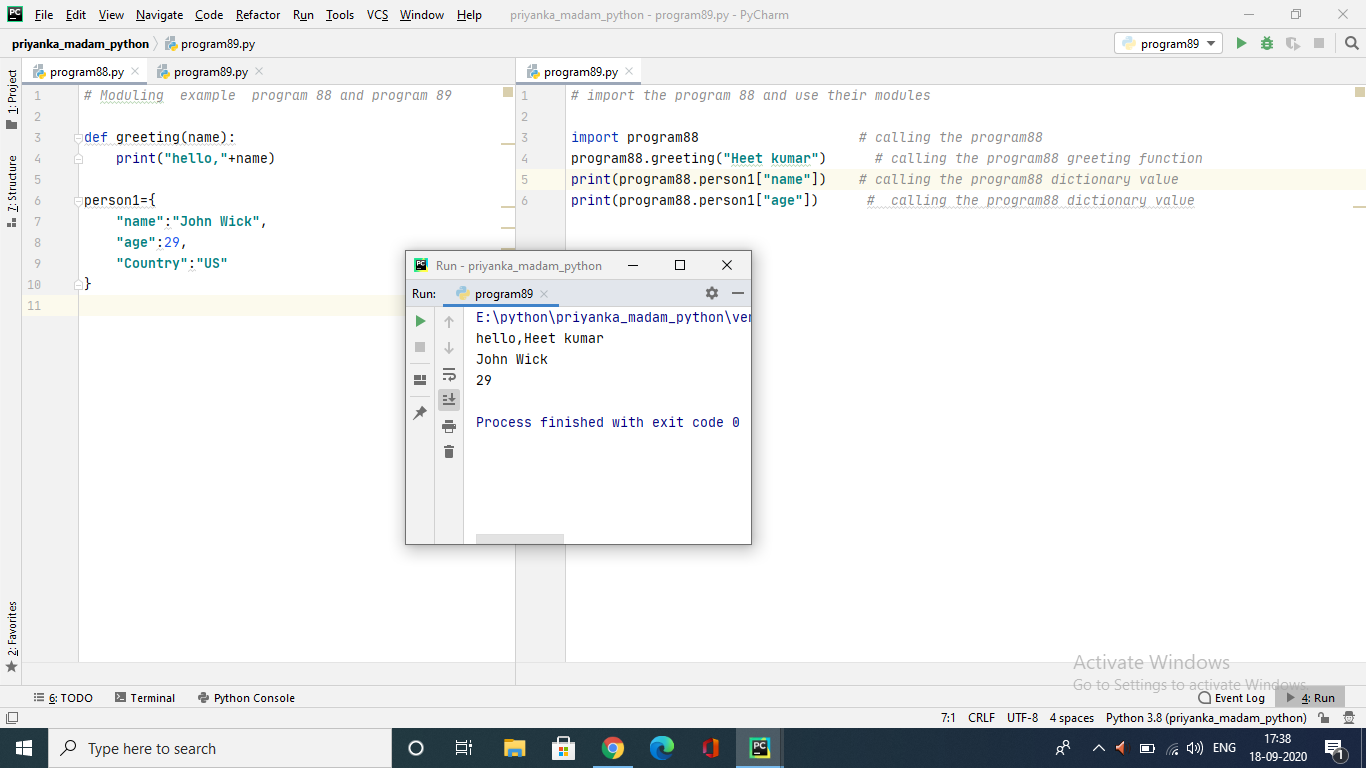 PC File Edit View Navigate Code Refactor Run Tools VCS Window Help priyanka_madam_python - program89.py - PyCharm
priyanka_madam_python program89.py program89
1: Project
7: Structure
2: Favorites
program88.py program89.py
1 # Moduling  example  program 88 and program 89
2
3 def greeting(name):
4     print("hello,"+name)
5
6 person1={
7     "name":"John Wick",
8     "age":29,
9     "Country":"US"
10 }
11
program89.py
1 # import the program 88 and use their modules
2
3 import program88                    # calling the program88
4 program88.greeting("Heet kumar")      # calling the program88 greeting function
5 print(program88.person1["name"])    # calling the program88 dictionary value
6 print(program88.person1["age"])      #  calling the program88 dictionary value
PC Run - priyanka_madam_python
Run: program89
E:\python\priyanka_madam_python\ver
hello,Heet kumar
John Wick
29
Process finished with exit code 0
Activate Windows
Go to Settings to activate Windows.
6: TODO Terminal Python Console Event Log 4: Run
7:1 CRLF UTF-8 4 spaces Python 3.8 (priyanka_madam_python)
Type here to search PC ENG 17:38 1
18-09-2020